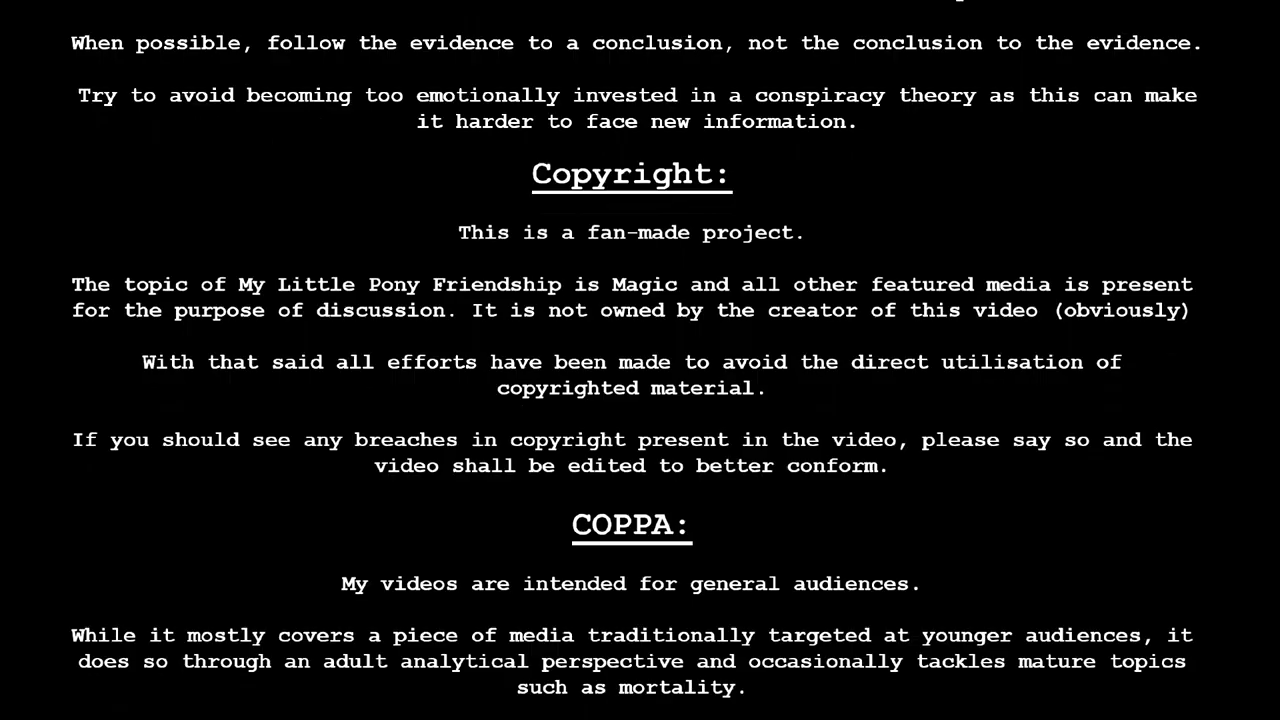 When possible, follow the evidence to a conclusion, not the conclusion to the evidence.
Try to avoid becoming too emotionally invested in a conspiracy theory as this can make
it harder to face new information.
Copyright:
This is a fan-made project.
The topic of My Little Pony Friendship is Magic and all other featured media is present
for the purpose of discussion. It is not owned by the creator of this video (obviously)
With that said all efforts have been made to avoid the direct utilisation of
copyrighted material.
If you should see any breaches in copyright present in the video, please say so and the
video shall be edited to better conform.
COPPA:
My videos are intended for general audiences.
While it mostly covers a piece of media traditionally targeted at younger audiences, it
does so through an adult analytical perspective and occasionally tackles mature topics
such as mortality.